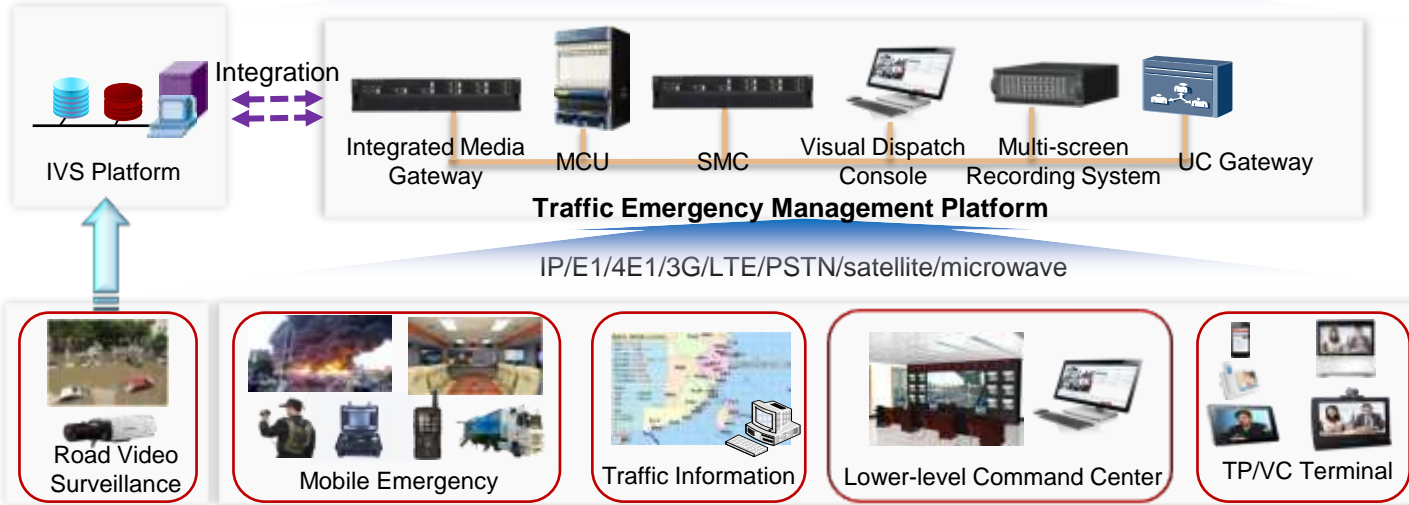 Integration
IVS Platform
Integrated Media
Gateway
MCU
SMC
Visual Dispatch
Console
Multi-screen
Recording System
UC Gateway
Traffic Emergency Management Platform
IP/E1/4E1/3G/LTE/PSTN/satellite/microwave
Road Video
Surveillance
Mobile Emergency
Traffic Information
Lower-level Command Center
TP/VC Terminal